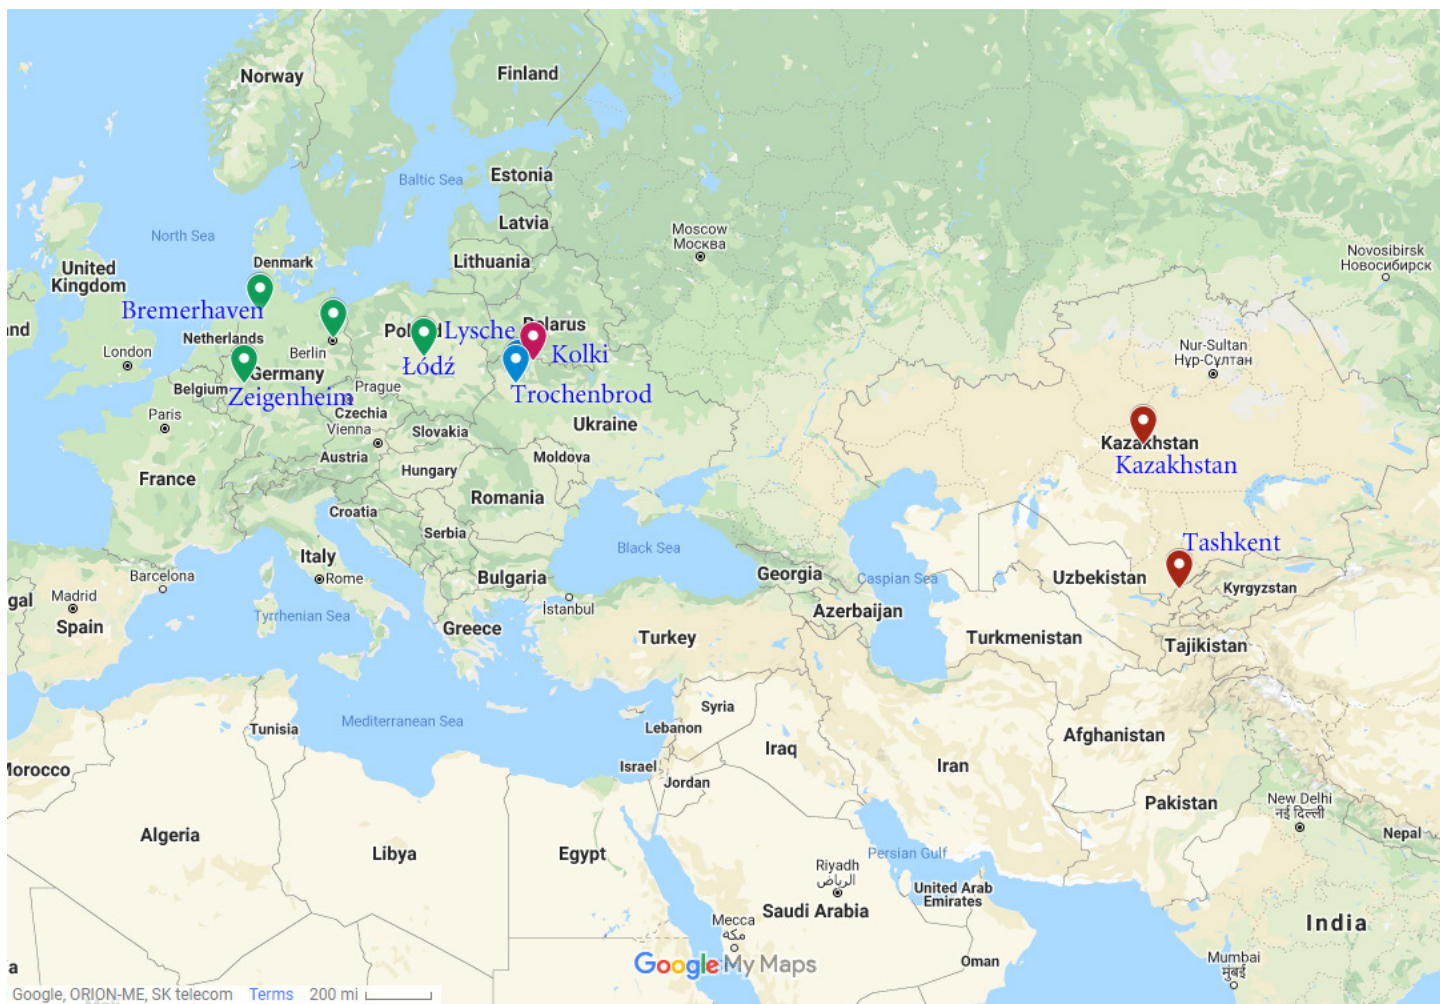 Norway
Finland
Estonia
Baltic Sea
Latvia
Moscow
Москва
North Sea
Novosibirsk
Новосибирск
Denmark
Lithuania
United
Kingdom
Bremerhaven
Netherlands
Lysche
Berlin
London
Kolki
Łódź
Nur-Sultan
Нұр-Сұлтан
Germany
Belgium
Prague
Zeigenheim
Trochenbrod
Paris
Czechia
Vienna
Slovakia
Ukraine
Kazakhstan
Kazakhstan
Austria
Moldova
Hungary
France
Romania
Croatia
Serbia
Tashkent
Black Sea
Italy
Barcelona
Rome
Bulgaria
Georgia
Caspian Sea
Uzbekistan
Kyrgyzstan
Madrid
gal
Spain
Tyrrhenian Sea
İstanbul
Azerbaijan
Greece
Turkey
Turkmenistan
Tajikistan
Syria
Mediterranean Sea
Tunisia
Lebanon
Afghanistan
Iraq
Israel
Iran
Morocco
Jordan
Pakistan
New Delhi
नई दिल्ली
Algeria
Nepal
Libya
Egypt
Persian Gulf
Riyadh
الرياض
United Arab
Emirates
Saudi Arabia
Mecca
مكة
India
Oman
Mumbai
मुंबई
Google My Maps
Google, ORION-ME, SK telecom Terms 200 mi